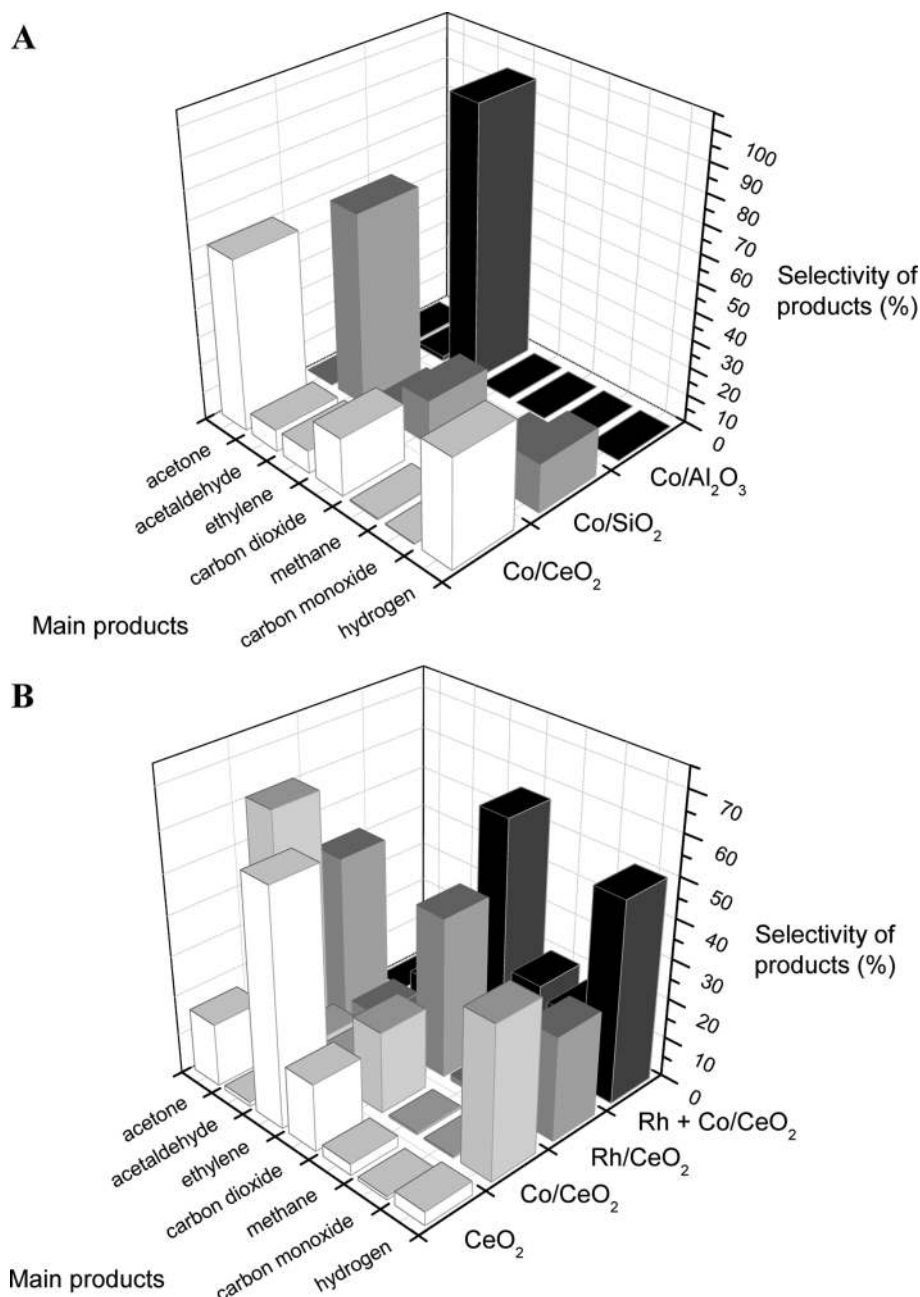 A
100
90
80
70
60
50
40
30
20
10
0
Selectivity of
products (%)
Co/Al₂O₃
Co/SiO₂
Co/CeO₂
acetone
acetaldehyde
ethylene
carbon dioxide
methane
carbon monoxide
hydrogen
Main products
B
70
60
50
40
30
20
10
0
Selectivity of
products (%)
Rh + Co/CeO₂
Rh/CeO₂
Co/CeO₂
CeO₂
acetone
acetaldehyde
ethylene
carbon dioxide
methane
carbon monoxide
hydrogen
Main products